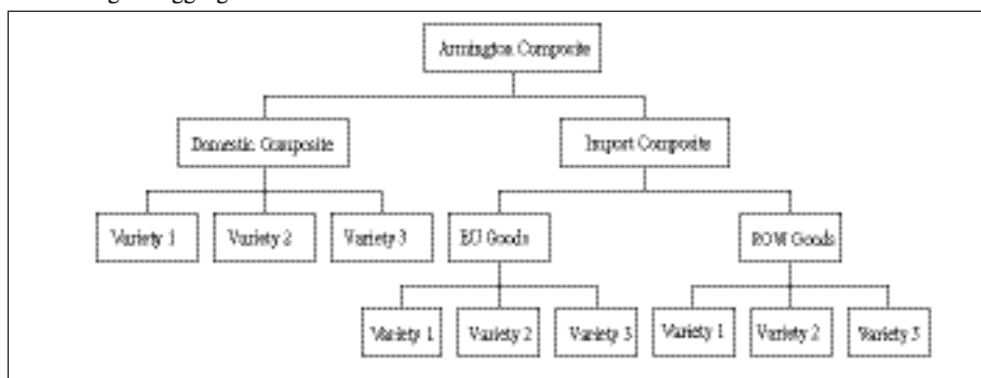 Armington Composite
Domestic Composite
Import Composite
Variety 1
Variety 2
Variety 3
EU Goods
ROW Goods
Variety 1
Variety 2
Variety 3
Variety 1
Variety 2
Variety 3